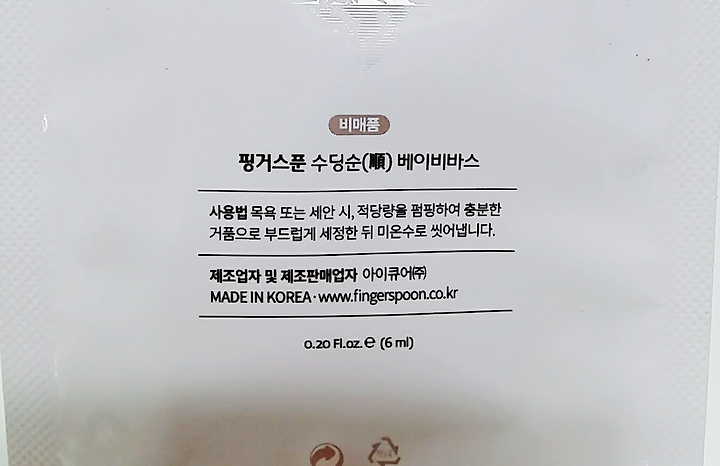 비매품
핑거스푼 수딩순(順) 베이비바스
사용법 목욕 또는 세안 시, 적당량을 펌핑하여 충분한
거품으로 부드럽게 세정한 뒤 미온수로 씻어냅니다.
제조업자 및 제조판매업자 아이큐어㈜
MADE IN KOREA · www.fingerspoon.co.kr
0.20 Fl.oz. ℮ (6 ml)